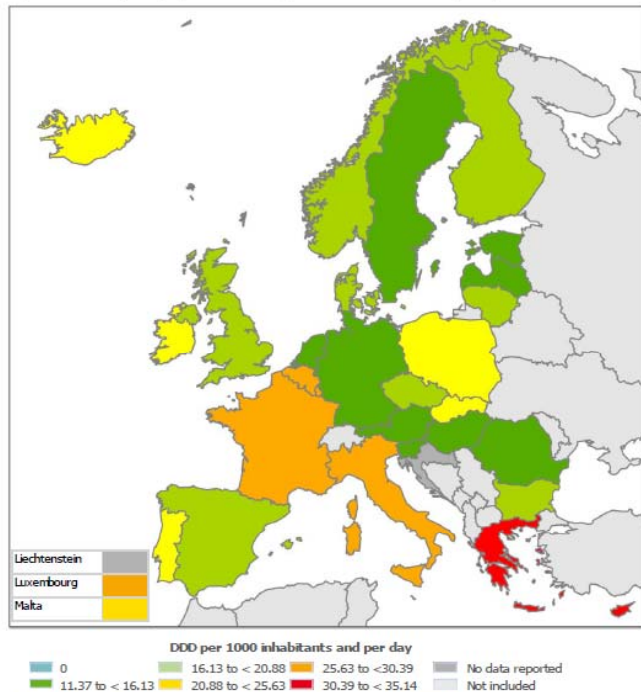 Liechtenstein
Luxembourg
Malta
DDD per 1000 inhabitants and per day
0
16.13 to < 20.88
25.63 to <30.39
No data reported
11.37 to < 16.13
20.88 to < 25.63
30.39 to < 35.14
Not included